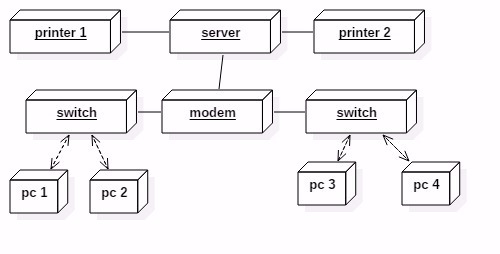 printer 1
server
printer 2
switch
modem
switch
pc 1
pc 2
pc 3
pc 4